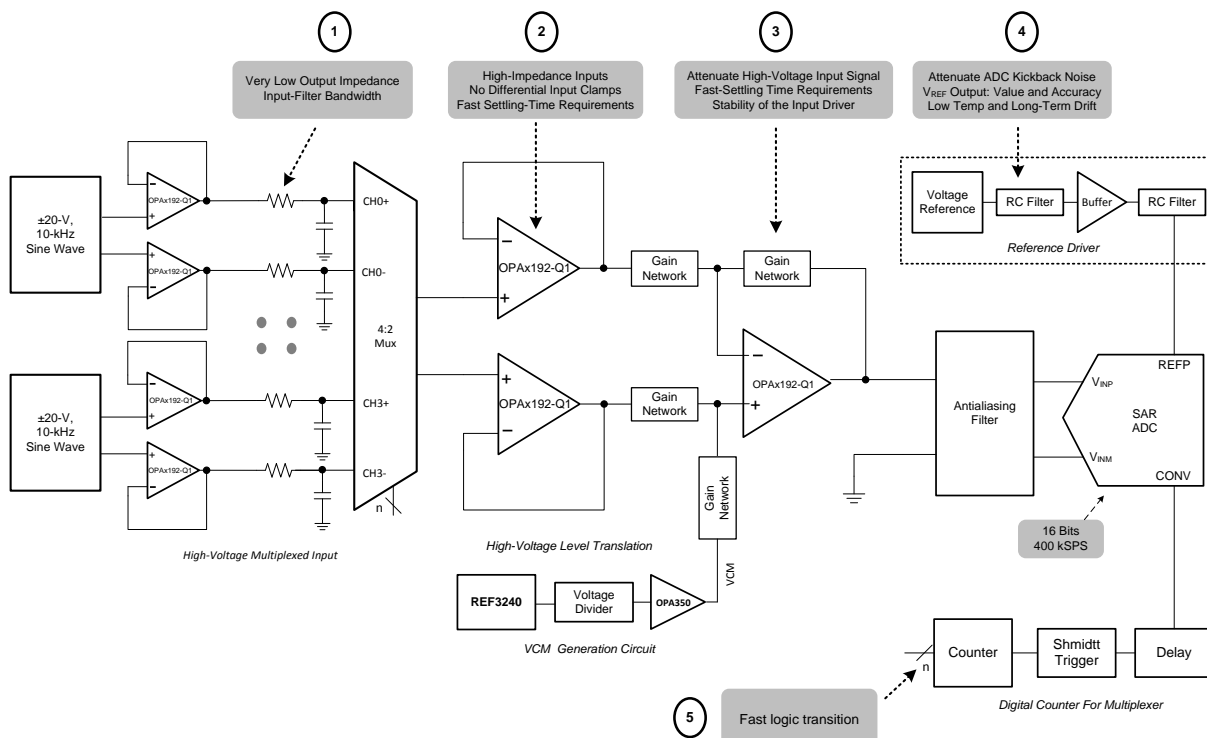 1
2
3
4
Very Low Output Impedance
Input-Filter Bandwidth
High-Impedance Inputs
No Differential Input Clamps
Fast Settling-Time Requirements
Attenuate High-Voltage Input Signal
Fast-Settling Time Requirements
Stability of the Input Driver
Attenuate ADC Kickback Noise
VREF Output: Value and Accuracy
Low Temp and Long-Term Drift
±20-V,
10-kHz
Sine Wave
−
OPAx192-Q1
+
+
OPAx192-Q1
−
±20-V,
10-kHz
Sine Wave
−
OPAx192-Q1
+
+
OPAx192-Q1
−
CH0+
CH0-
4:2
Mux
CH3+
CH3-
n
High-Voltage Multiplexed Input
−
OPAx192-Q1
+
+
OPAx192-Q1
−
High-Voltage Level Translation
Gain
Network
Gain
Network
Gain
Network
Gain
Network
−
OPAx192-Q1
+
VCM
REF3240
Voltage
Divider
OPA350
VCM Generation Circuit
Voltage
Reference
RC Filter
Buffer
RC Filter
Reference Driver
Antialiasing
Filter
REFP
VINP
SAR
ADC
VINM
CONV
16 Bits
400 kSPS
n
Counter
Shmidtt
Trigger
Delay
Digital Counter For Multiplexer
5
Fast logic transition